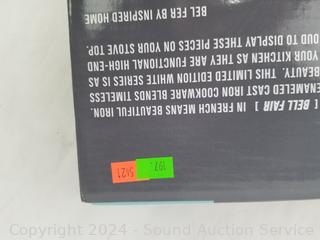 [ BELL FAIR ] IN FRENCH MEANS BEAUTIFUL IRON.
ENAMELED CAST IRON COOKWARE BLENDS TIMELESS
BEAUTY. THIS LIMITED EDITION WHITE SERIES IS AS
YOUR KITCHEN AS THEY ARE FUNCTIONAL HIGH-END
OUD TO DISPLAY THESE PIECES ON YOUR STOVE TOP.
BEL FER BY INSPIRED HOME
197
5421
Copyright 2024 - Sound Auction Service